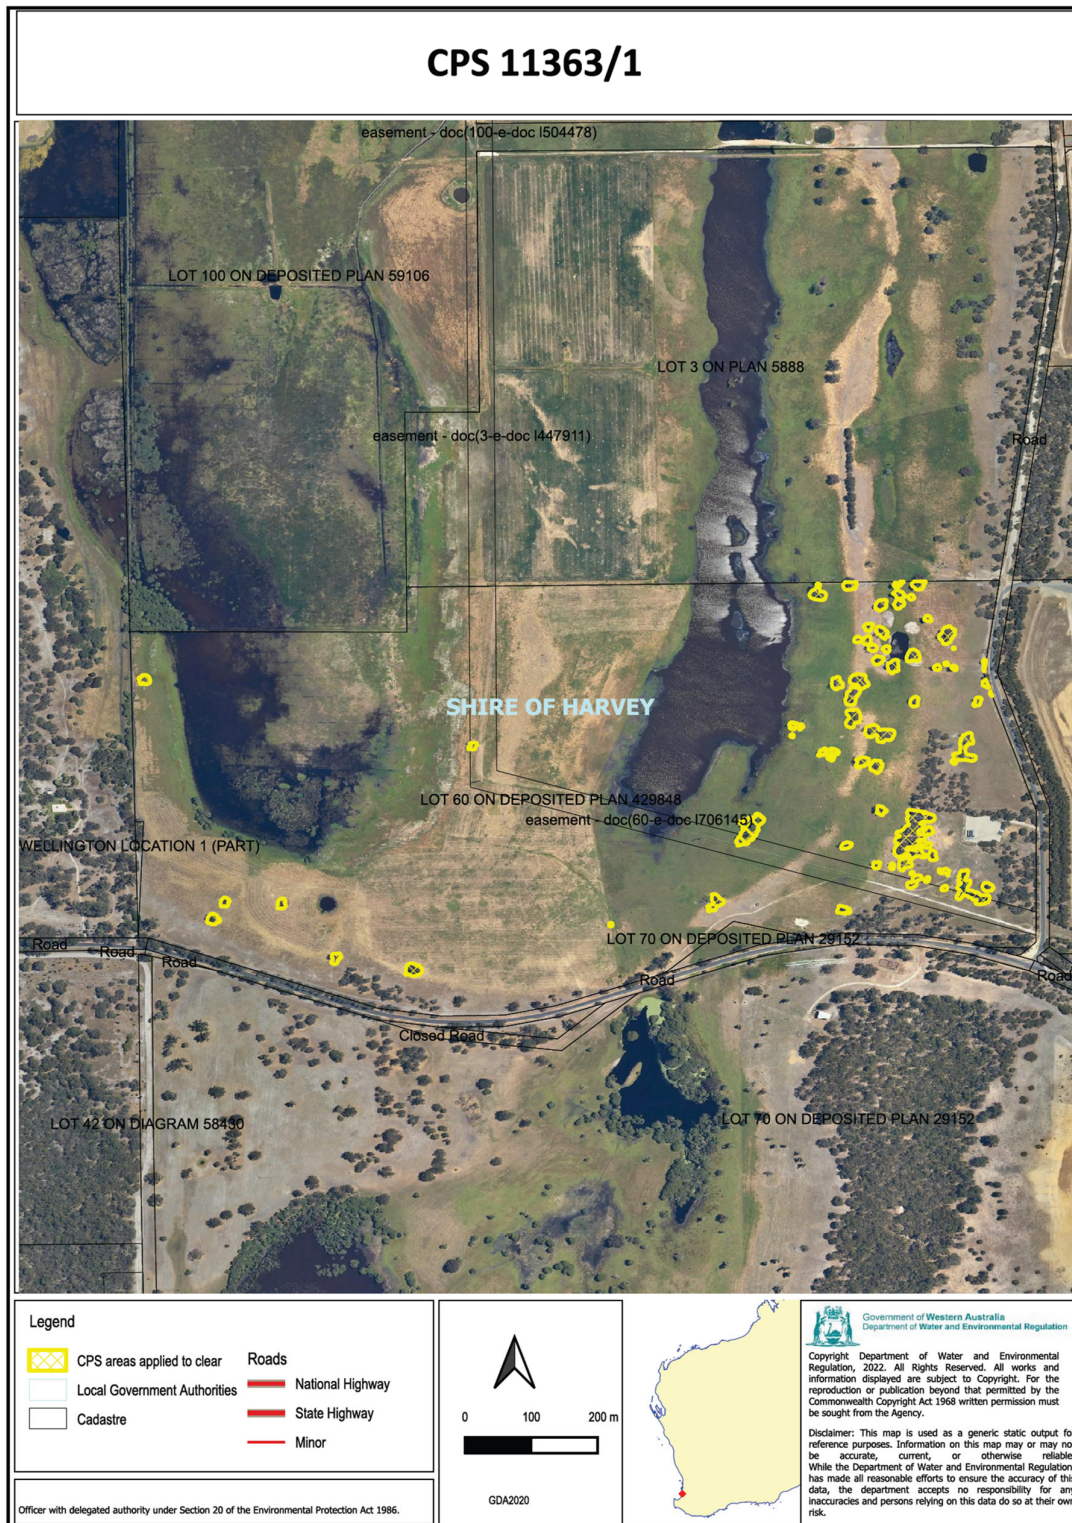 CPS 11363/1
easement - doc(100-e-doc I504478)
LOT 100 ON DEPOSITED PLAN 59106
LOT 3 ON PLAN 5888
easement - doc(3-e-doc I447911)
Road
SHIRE OF HARVEY
LOT 60 ON DEPOSITED PLAN 429848
easement - doc(60-e-doc I706145)
WELLINGTON LOCATION 1 (PART)
LOT 70 ON DEPOSITED PLAN 29152
Road
Road
Road
Road
Road
Closed Road
LOT 42 ON DIAGRAM 58430
LOT 70 ON DEPOSITED PLAN 29152
Legend
CPS areas applied to clear
Local Government Authorities
Cadastre
Roads
National Highway
State Highway
Minor
Officer with delegated authority under Section 20 of the Environmental Protection Act 1986.
0 100 200 m
GDA2020
Government of Western Australia
Department of Water and Environmental Regulation
Copyright Department of Water and Environmental
Regulation, 2022. All Rights Reserved. All works and
information displayed are subject to Copyright. For the
reproduction or publication beyond that permitted by the
Commonwealth Copyright Act 1968 written permission must
be sought from the Agency.
Disclaimer: This map is used as a generic static output fo
reference purposes. Information on this map may or may no
be accurate, current, or otherwise reliable
While the Department of Water and Environmental Regulation
has made all reasonable efforts to ensure the accuracy of this
data, the department accepts no responsibility for any
inaccuracies and persons relying on this data do so at their own
risk.